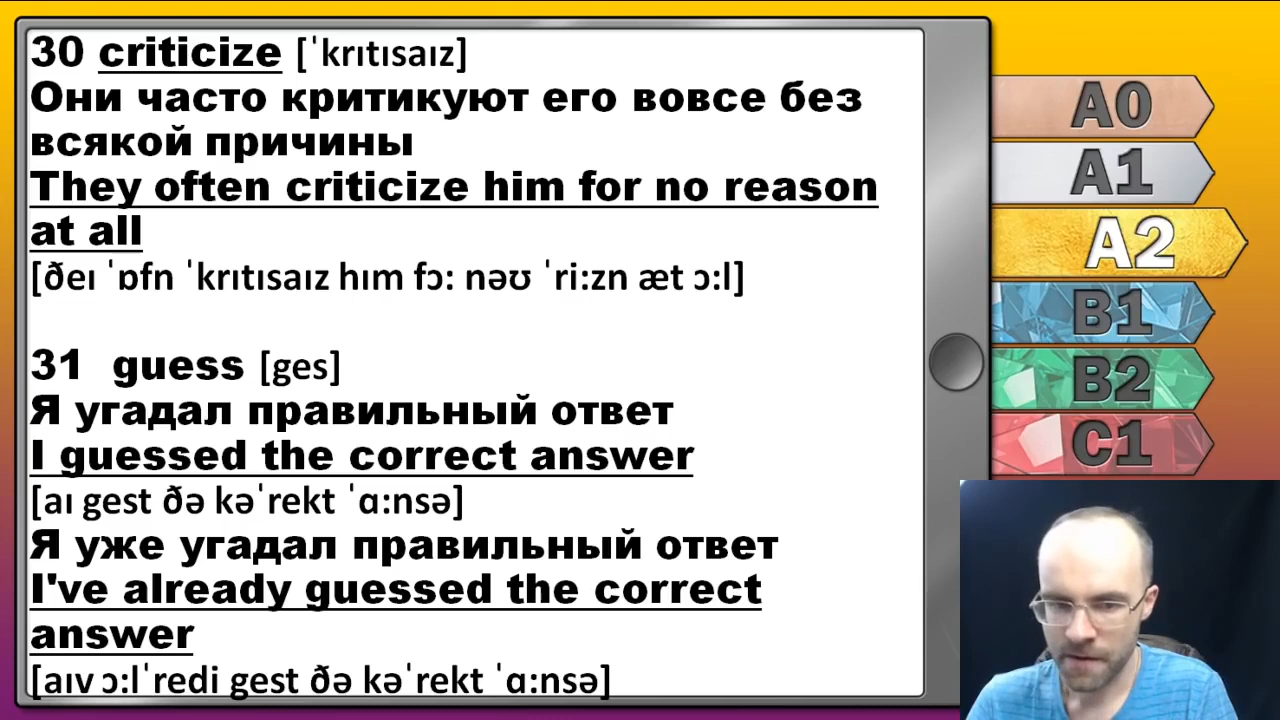 30 criticize [ˈkrɪtɪsaɪz]
Они часто критикуют его вовсе без
всякой причины
They often criticize him for no reason
at all
[ðeɪ ˈɒfn ˈkrɪtɪsaɪz hɪm fɔ: nəʊ ˈri:zn æt ɔ:l]
31 guess [ges]
Я угадал правильный ответ
I guessed the correct answer
[aɪ gest ðə kəˈrekt ˈɑ:nsə]
Я уже угадал правильный ответ
I've already guessed the correct
answer
[aɪv ɔ:lˈredi gest ðə kəˈrekt ˈɑ:nsə]
A0
A1
A2
B1
B2
C1